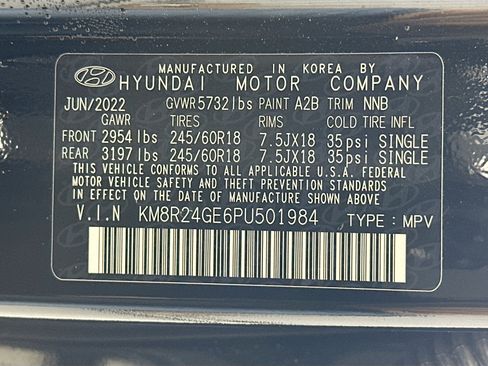 MANUFACTURED IN KOREA BY
HYUNDAI MOTOR COMPANY
JUN/2022 GVWR 5732lbs PAINT A2B TRIM NNB
GAWR TIRES RIMS COLD TIRE INFL
FRONT 2954lbs 245/60R18 7.5JX18 35psi SINGLE
REAR 3197lbs 245/60R18 7.5JX18 35psi SINGLE
THIS VEHICLE CONFORMS TO ALL APPLICABLE U.S.A FEDERAL
MOTOR VEHICLE SAFETY, BUMPER, AND
THEFT PREVENTION STANDARDS IN EFFECT
ON THE DATE OF MANUFACTURE SHOWN ABOVE
V.I.N KM8R24GE6PU501984 TYPE : MPV